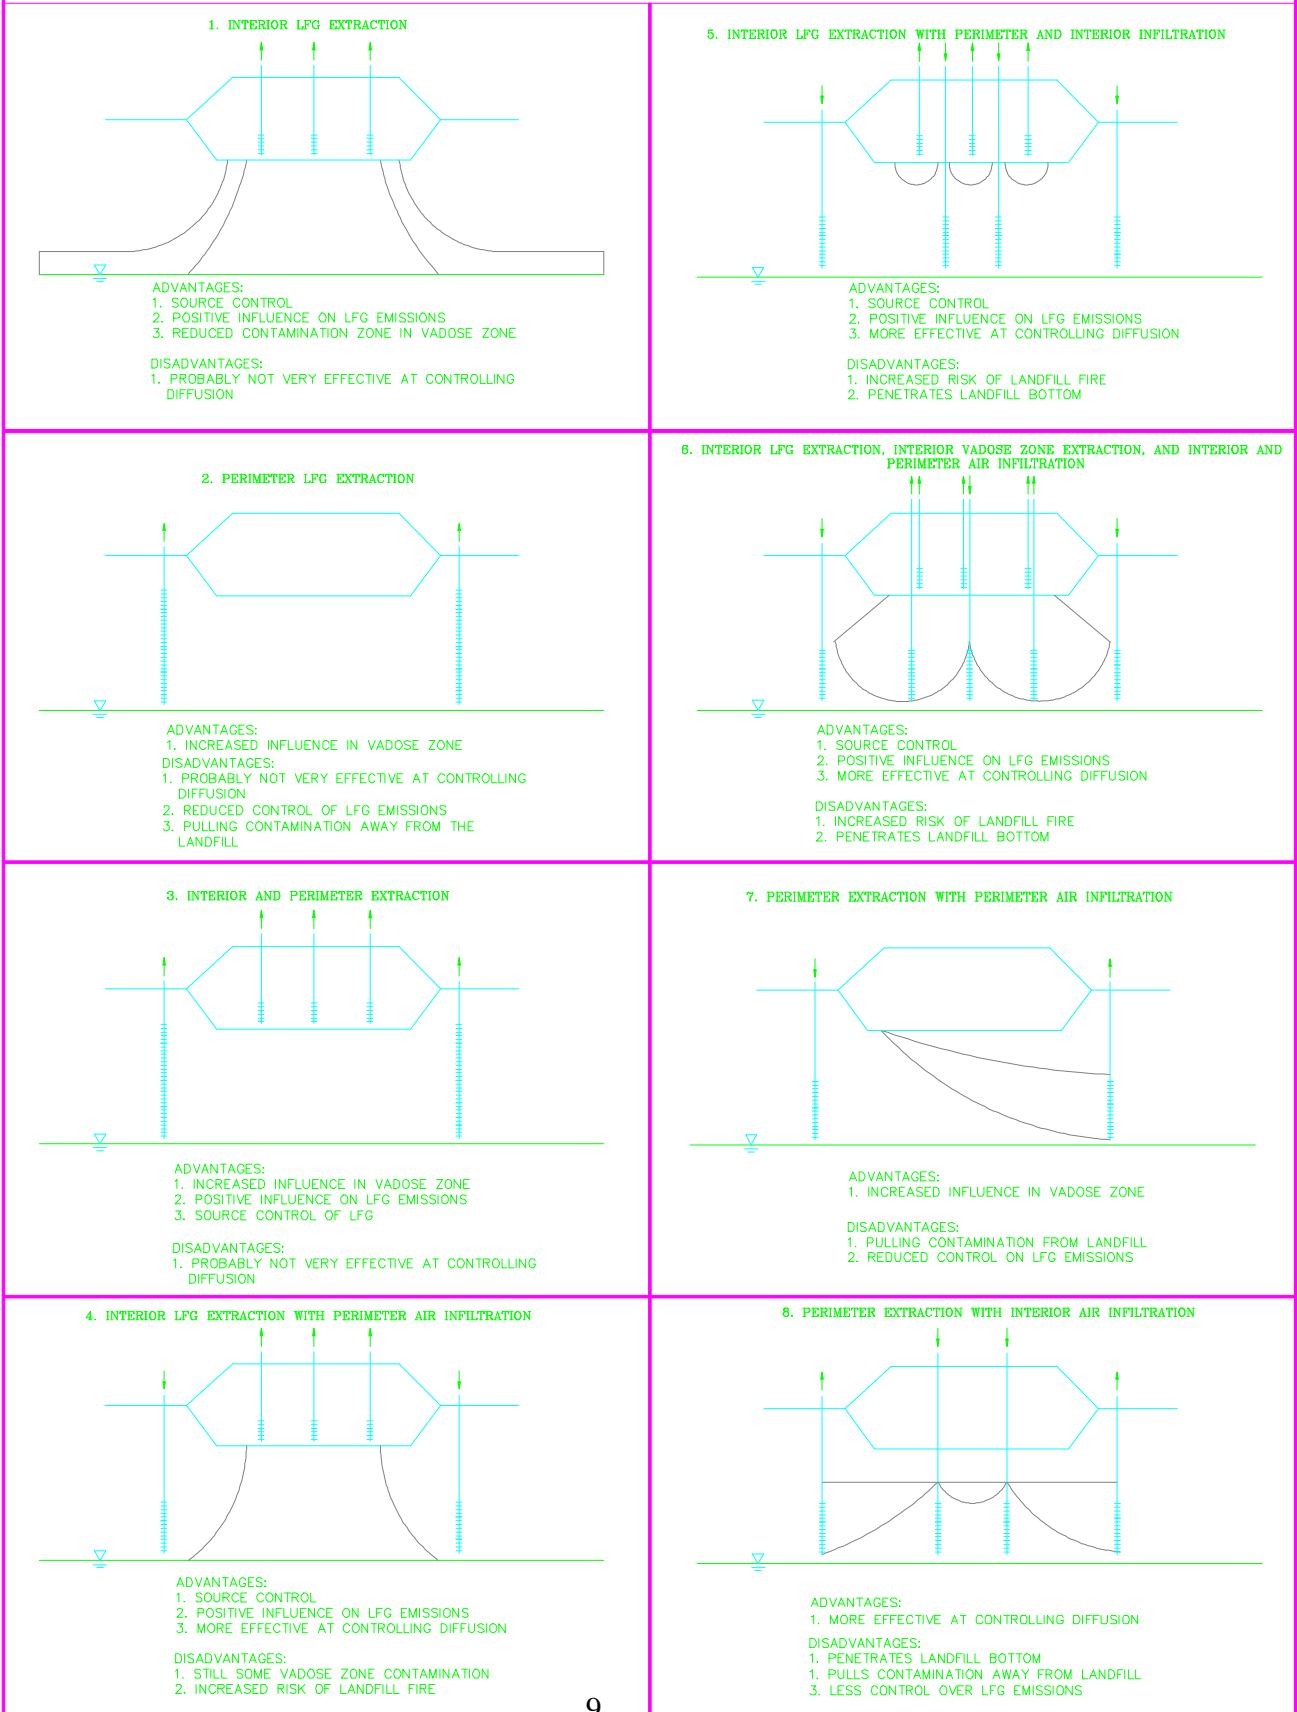 1. INTERIOR LFG EXTRACTION
ADVANTAGES:
1. SOURCE CONTROL
2. POSITIVE INFLUENCE ON LFG EMISSIONS
3. REDUCED CONTAMINATION ZONE IN VADOSE ZONE
DISADVANTAGES:
1. PROBABLY NOT VERY EFFECTIVE AT CONTROLLING
DIFFUSION
2. PERIMETER LFG EXTRACTION
ADVANTAGES:
1. INCREASED INFLUENCE IN VADOSE ZONE
DISADVANTAGES:
1. PROBABLY NOT VERY EFFECTIVE AT CONTROLLING
DIFFUSION
2. REDUCED CONTROL OF LFG EMISSIONS
3. PULLING CONTAMINATION AWAY FROM THE
LANDFILL
3. INTERIOR AND PERIMETER EXTRACTION
ADVANTAGES:
1. INCREASED INFLUENCE IN VADOSE ZONE
2. POSITIVE INFLUENCE ON LFG EMISSIONS
3. SOURCE CONTROL OF LFG
DISADVANTAGES:
1. PROBABLY NOT VERY EFFECTIVE AT CONTROLLING
DIFFUSION
4. INTERIOR LFG EXTRACTION WITH PERIMETER AIR INFILTRATION
ADVANTAGES:
1. SOURCE CONTROL
2. POSITIVE INFLUENCE ON LFG EMISSIONS
3. MORE EFFECTIVE AT CONTROLLING DIFFUSION
DISADVANTAGES:
1. STILL SOME VADOSE ZONE CONTAMINATION
2. INCREASED RISK OF LANDFILL FIRE
5. INTERIOR LFG EXTRACTION WITH PERIMETER AND INTERIOR INFILTRATION
ADVANTAGES:
1. SOURCE CONTROL
2. POSITIVE INFLUENCE ON LFG EMISSIONS
3. MORE EFFECTIVE AT CONTROLLING DIFFUSION
DISADVANTAGES:
1. INCREASED RISK OF LANDFILL FIRE
2. PENETRATES LANDFILL BOTTOM
6. INTERIOR LFG EXTRACTION, INTERIOR VADOSE ZONE EXTRACTION, AND INTERIOR AND
PERIMETER AIR INFILTRATION
ADVANTAGES:
1. SOURCE CONTROL
2. POSITIVE INFLUENCE ON LFG EMISSIONS
3. MORE EFFECTIVE AT CONTROLLING DIFFUSION
DISADVANTAGES:
1. INCREASED RISK OF LANDFILL FIRE
2. PENETRATES LANDFILL BOTTOM
7. PERIMETER EXTRACTION WITH PERIMETER AIR INFILTRATION
ADVANTAGES:
1. INCREASED INFLUENCE IN VADOSE ZONE
DISADVANTAGES:
1. PULLING CONTAMINATION FROM LANDFILL
2. REDUCED CONTROL ON LFG EMISSIONS
8. PERIMETER EXTRACTION WITH INTERIOR AIR INFILTRATION
ADVANTAGES:
1. MORE EFFECTIVE AT CONTROLLING DIFFUSION
DISADVANTAGES:
1. PENETRATES LANDFILL BOTTOM
1. PULLS CONTAMINATION AWAY FROM LANDFILL
3. LESS CONTROL OVER LFG EMISSIONS
9